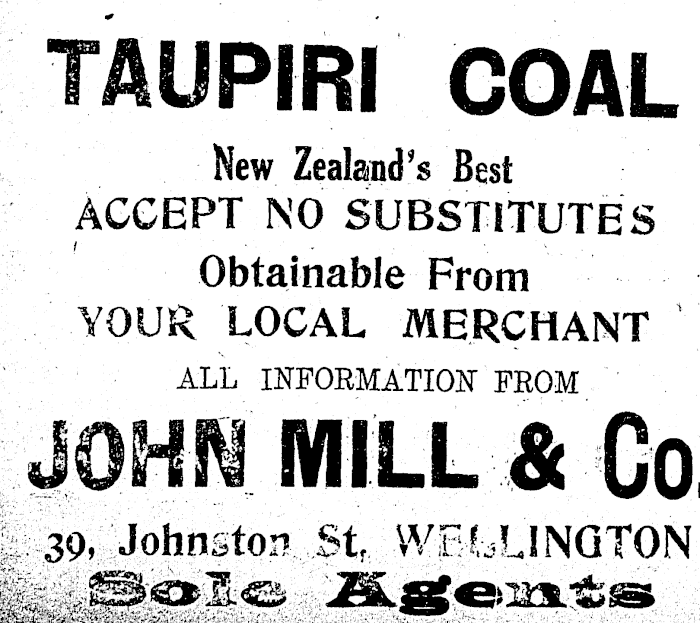 TAUPIRI COAL
New Zealand's Best
ACCEPT NO SUBSTITUTES
Obtainable From
YOUR LOCAL MERCHANT
ALL INFORMATION FROM
JOHN MILL & Co.
39, Johnston St, WELLINGTON
Sole Agents